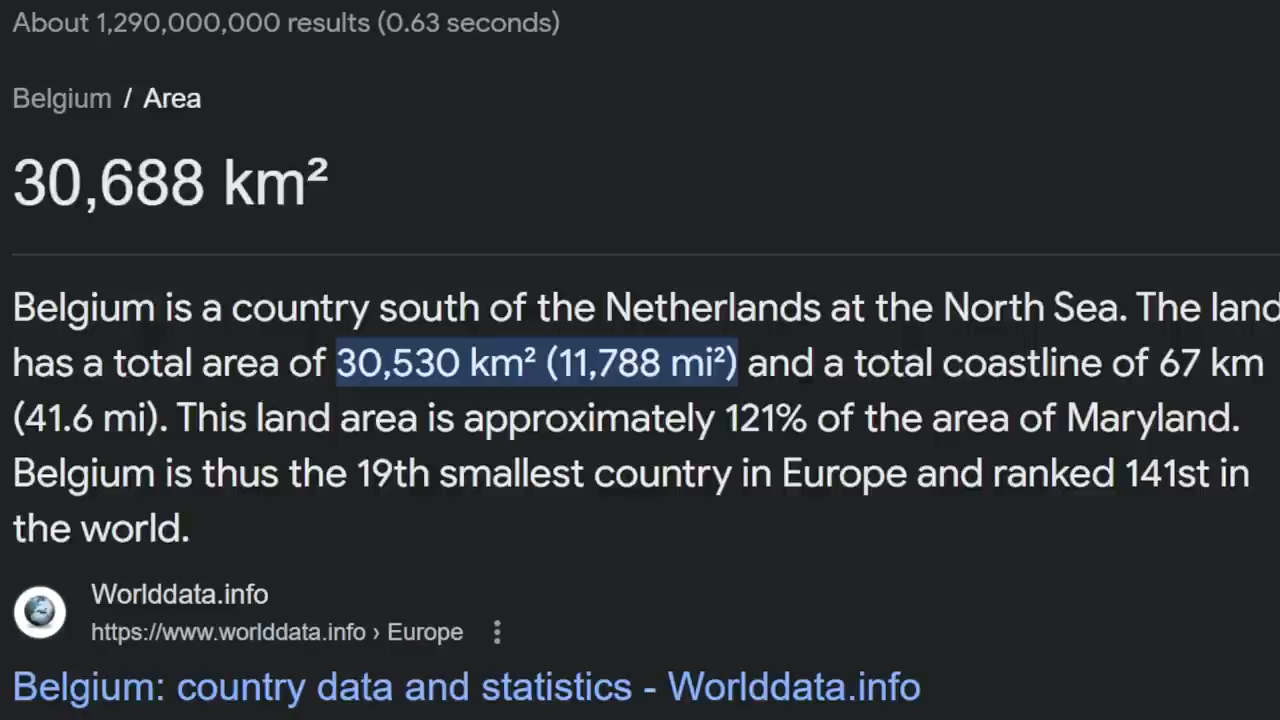 About 1,290,000,000 results (0.63 seconds)
Belgium / Area
30,688 km²
Belgium is a country south of the Netherlands at the North Sea. The land
has a total area of 30,530 km² (11,788 mi²) and a total coastline of 67 km
(41.6 mi). This land area is approximately 121% of the area of Maryland.
Belgium is thus the 19th smallest country in Europe and ranked 141st in
the world.
Worlddata.info
https://www.worlddata.info › Europe
Belgium: country data and statistics - Worlddata.info